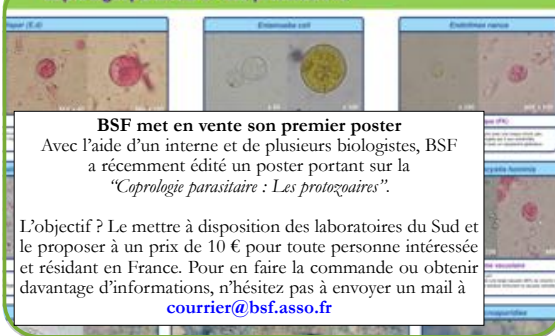 Entamoeba coli
Endolimax nana
BSF met en vente son premier poster
Avec l’aide d’un interne et de plusieurs biologistes, BSF
a récemment édité un poster portant sur la
“Coprologie parasitaire : Les protozoaires”.
L’objectif ? Le mettre à disposition des laboratoires du Sud et
le proposer à un prix de 10 € pour toute personne intéressée
et résidant en France. Pour en faire la commande ou obtenir
davantage d’informations, n’hésitez pas à envoyer un mail à
courrier@bsf.asso.fr